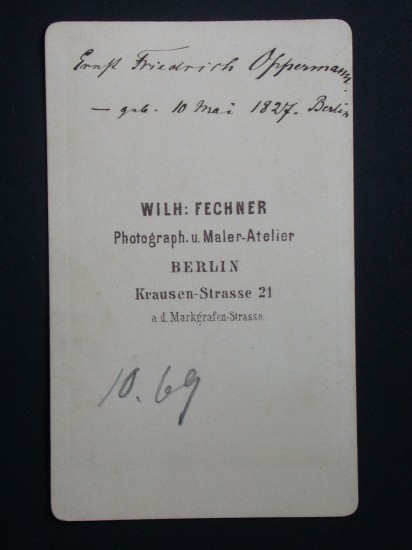 Ernst Friedrich Oppermann
— geb. 10 Mai 1827. Berlin
WILH: FECHNER
Photograph. u. Maler-Atelier
BERLIN
Krausen-Strasse 21
a.d. Markgrafen-Strasse.
10.69